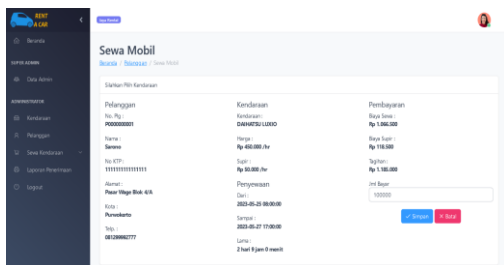 RENT
A CAR
Beranda
SUPER ADMIN
Data Admin
ADMINISTRATOR
Kendaraan
Pelanggan
Sewa Kendaraan
Laporan Penerimaan
Logout
Sewa Mobil
Beranda / Pelanggan / Sewa Mobil
Silahkan Pilih Kendaraan
Pelanggan
No. Plg :
P0000000001
Nama :
Sarono
No KTP :
Alamat :
Pasar Wage Blok 4/A
Kota :
Purwokerto
Telp. :
081289992777
Kendaraan
Kendaraan :
DAIHATSU LUXIO
Harga :
Rp 450.000 /hr
Supir :
Rp 50.000 /hr
Penyewaan
Dari :
2023-05-25 08:00:00
Sampai :
2023-05-27 17:00:00
Lama :
2 hari 9 jam 0 menit
Pembayaran
Biaya Sewa :
Rp 1.066.500
Biaya Supir :
Rp 118.500
Tagihan :
Rp 1.185.000
Jml Bayar
100000
Simpan
Batal